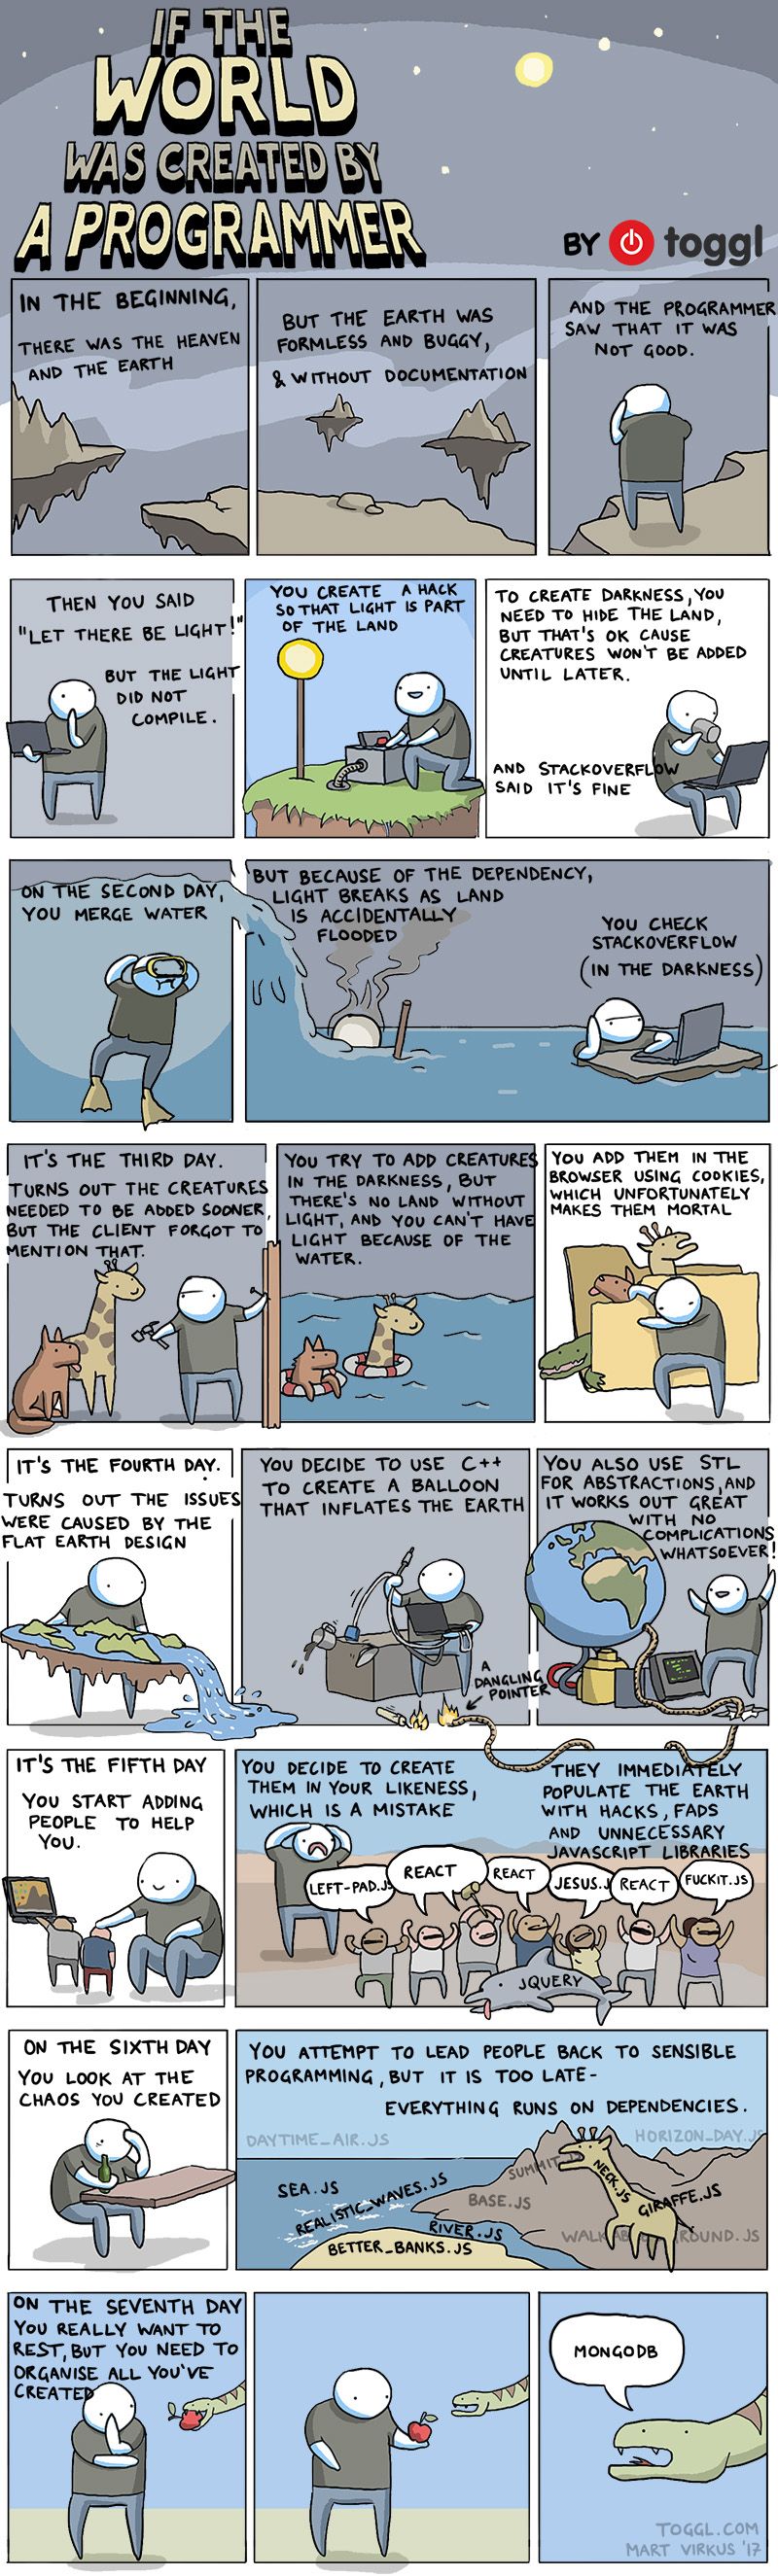 IF THE
WORLD
WAS CREATED BY
A PROGRAMMER
BY toggl
IN THE BEGINNING,
THERE WAS THE HEAVEN
AND THE EARTH
BUT THE EARTH WAS
FORMLESS AND BUGGY,
& WITHOUT DOCUMENTATION
AND THE PROGRAMMER
SAW THAT IT WAS
NOT GOOD.
THEN YOU SAID
"LET THERE BE LIGHT!"
BUT THE LIGHT
DID NOT
COMPILE.
YOU CREATE A HACK
SO THAT LIGHT IS PART
OF THE LAND
TO CREATE DARKNESS, YOU
NEED TO HIDE THE LAND,
BUT THAT'S OK CAUSE
CREATURES WON'T BE ADDED
UNTIL LATER.
AND STACKOVERFLOW
SAID IT'S FINE
ON THE SECOND DAY,
YOU MERGE WATER
BUT BECAUSE OF THE DEPENDENCY,
LIGHT BREAKS AS LAND
IS ACCIDENTALLY
FLOODED
YOU CHECK
STACKOVERFLOW
(IN THE DARKNESS)
IT'S THE THIRD DAY.
TURNS OUT THE CREATURES
NEEDED TO BE ADDED SOONER,
BUT THE CLIENT FORGOT TO
MENTION THAT.
YOU TRY TO ADD CREATURES
IN THE DARKNESS, BUT
THERE'S NO LAND WITHOUT
LIGHT, AND YOU CAN'T HAVE
LIGHT BECAUSE OF THE
WATER.
YOU ADD THEM IN THE
BROWSER USING COOKIES,
WHICH UNFORTUNATELY
MAKES THEM MORTAL
IT'S THE FOURTH DAY.
TURNS OUT THE ISSUES
WERE CAUSED BY THE
FLAT EARTH DESIGN
YOU DECIDE TO USE C++
TO CREATE A BALLOON
THAT INFLATES THE EARTH
A
DANGLING
POINTER
YOU ALSO USE STL
FOR ABSTRACTIONS, AND
IT WORKS OUT GREAT
WITH NO
COMPLICATIONS
WHATSOEVER!
IT'S THE FIFTH DAY
YOU START ADDING
PEOPLE TO HELP
YOU.
YOU DECIDE TO CREATE
THEM IN YOUR LIKENESS,
WHICH IS A MISTAKE
THEY IMMEDIATELY
POPULATE THE EARTH
WITH HACKS, FADS
AND UNNECESSARY
JAVASCRIPT LIBRARIES
LEFT-PAD.JS
REACT
REACT
JESUS.J
REACT
FUCKIT.JS
JQUERY
ON THE SIXTH DAY
YOU LOOK AT THE
CHAOS YOU CREATED
YOU ATTEMPT TO LEAD PEOPLE BACK TO SENSIBLE
PROGRAMMING, BUT IT IS TOO LATE-
EVERYTHING RUNS ON DEPENDENCIES.
DAYTIME_AIR.JS
HORIZON_DAY.JS
SUMMIT.JS
NECK.JS
SEA.JS
REALISTIC_WAVES.JS
BASE.JS
GIRAFFE.JS
RIVER.JS
BETTER_BANKS.JS
ON THE SEVENTH DAY
YOU REALLY WANT TO
REST, BUT YOU NEED TO
ORGANISE ALL YOU'VE
CREATED
MONGODB
TOGGL.COM
MART VIRKUS '17